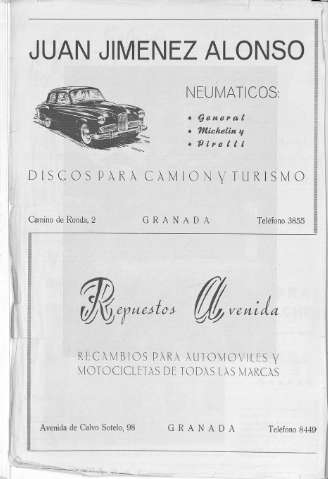 JUAN JIMENEZ ALONSO
NEUMATICOS:
• General
• Michelin y
• Pirelli
DISCOS PARA CAMION Y TURISMO
Camino de Ronda, 2 GRANADA Teléfono 3855
Repuestos Avenida
RECAMBIOS PARA AUTOMOVILES Y
MOTOCICLETAS DE TODAS LAS MARCAS
Avenida de Calvo Sotelo, 98 GRANADA Teléfono 8449